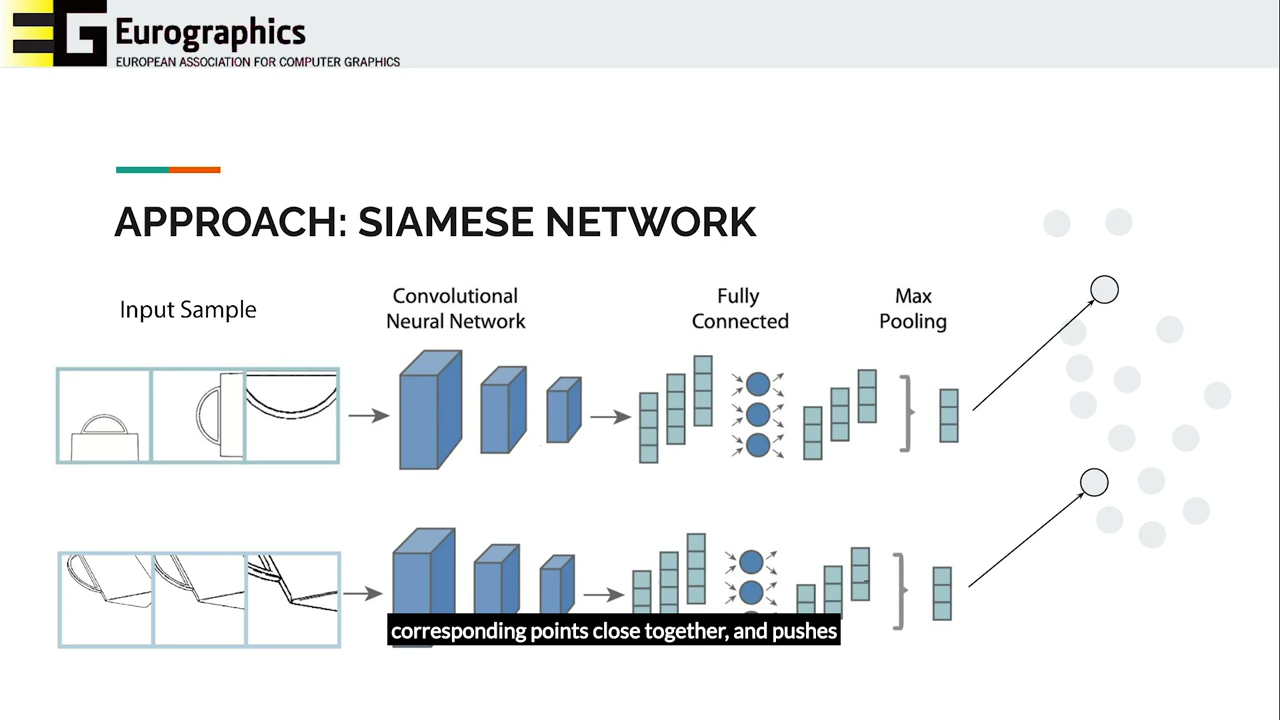 EG Eurographics
EUROPEAN ASSOCIATION FOR COMPUTER GRAPHICS
APPROACH: SIAMESE NETWORK
Input Sample
Convolutional
Neural Network
Fully
Connected
Max
Pooling
corresponding points close together, and pushes